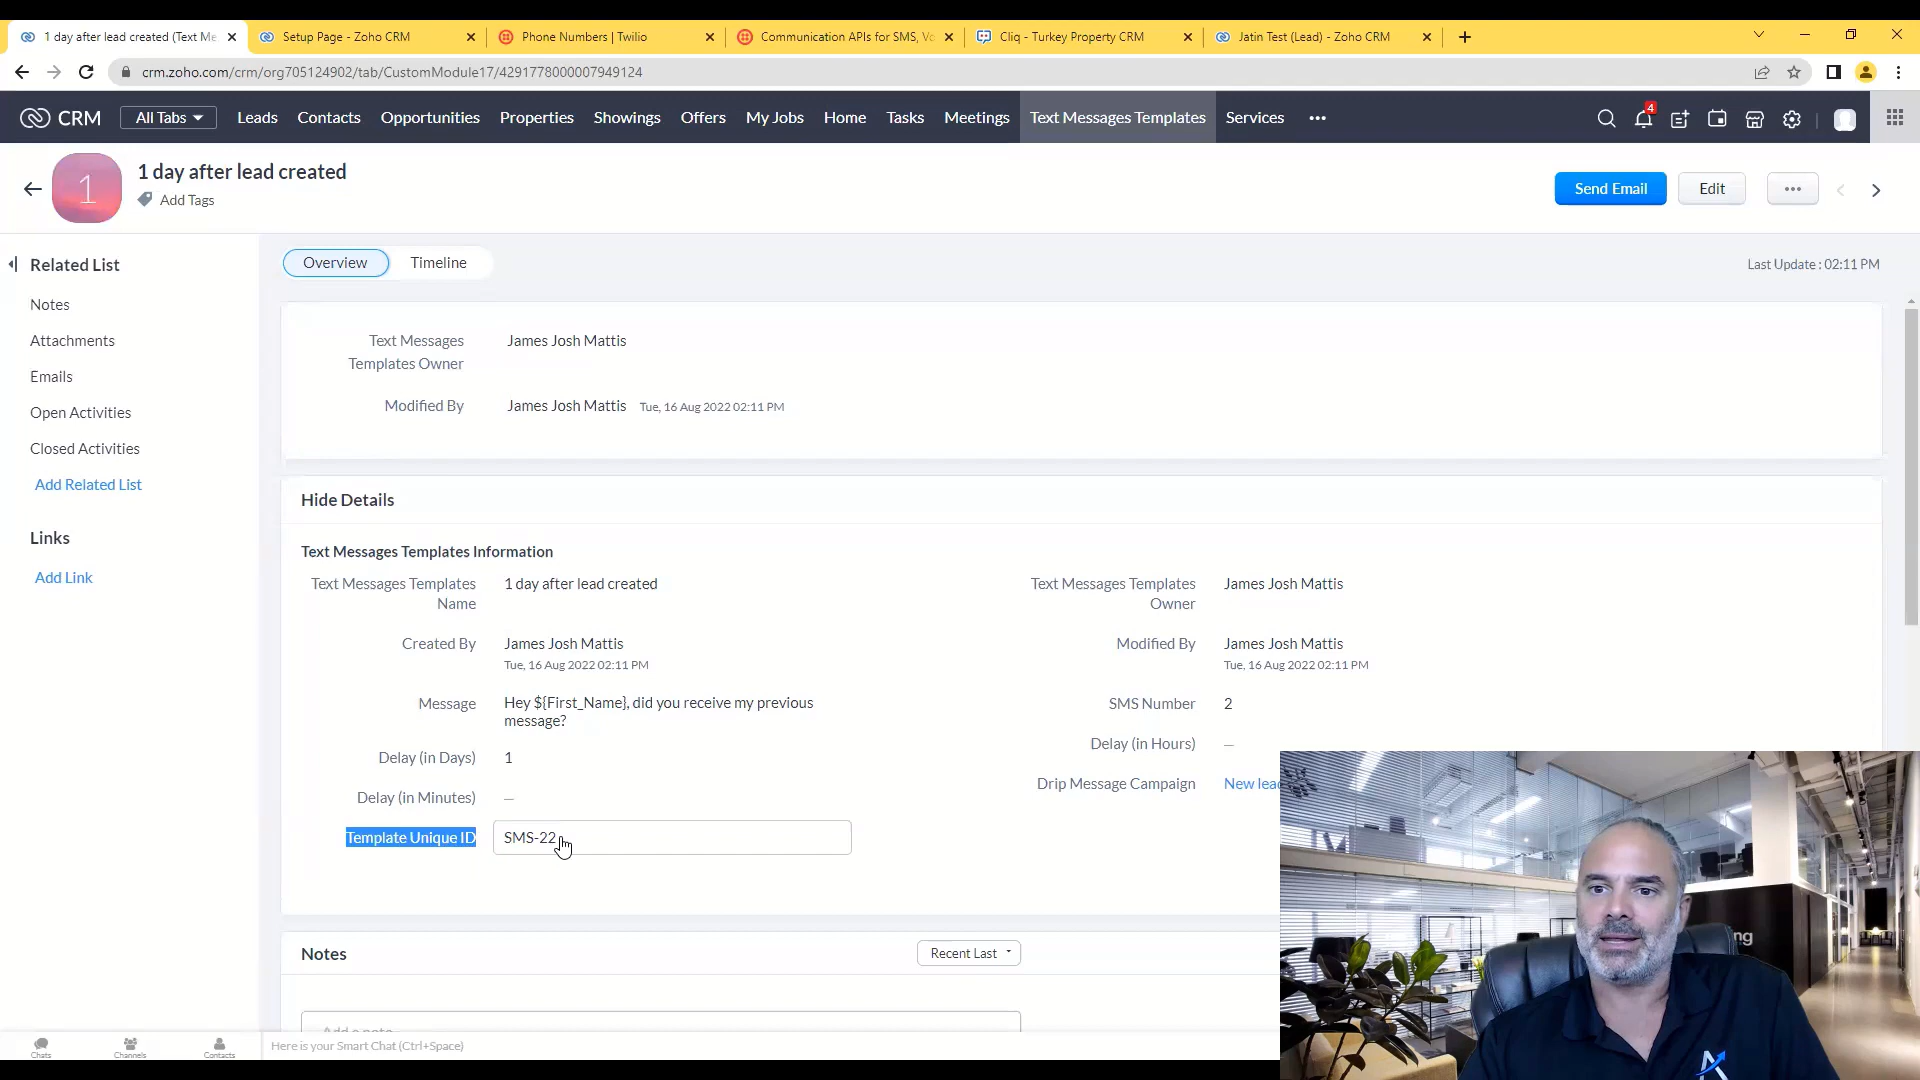 1 day after lead created (Text Me
Setup Page - Zoho CRM
Phone Numbers | Twilio
Communication APIs for SMS, Vo
Cliq - Turkey Property CRM
Jatin Test (Lead) - Zoho CRM
crm.zoho.com/crm/org705124902/tab/CustomModule17/4291778000007949124
CRM
All Tabs
Leads
Contacts
Opportunities
Properties
Showings
Offers
My Jobs
Home
Tasks
Meetings
Text Messages Templates
Services
4
1
1 day after lead created
Add Tags
Send Email
Edit
Related List
Notes
Attachments
Emails
Open Activities
Closed Activities
Add Related List
Links
Add Link
Overview
Timeline
Last Update : 02:11 PM
Text Messages
Templates Owner
James Josh Mattis
Modified By
James Josh Mattis Tue, 16 Aug 2022 02:11 PM
Hide Details
Text Messages Templates Information
Text Messages Templates
Name
1 day after lead created
Text Messages Templates
Owner
James Josh Mattis
Created By
James Josh Mattis
Tue, 16 Aug 2022 02:11 PM
Modified By
James Josh Mattis
Tue, 16 Aug 2022 02:11 PM
Message
Hey ${First_Name}, did you receive my previous
message?
SMS Number
2
Delay (in Days)
1
Delay (in Hours)
—
Delay (in Minutes)
—
Drip Message Campaign
New lead
Template Unique ID
SMS-22
Notes
Recent Last
Add a note
Chats
Channels
Contacts
Here is your Smart Chat (Ctrl+Space)